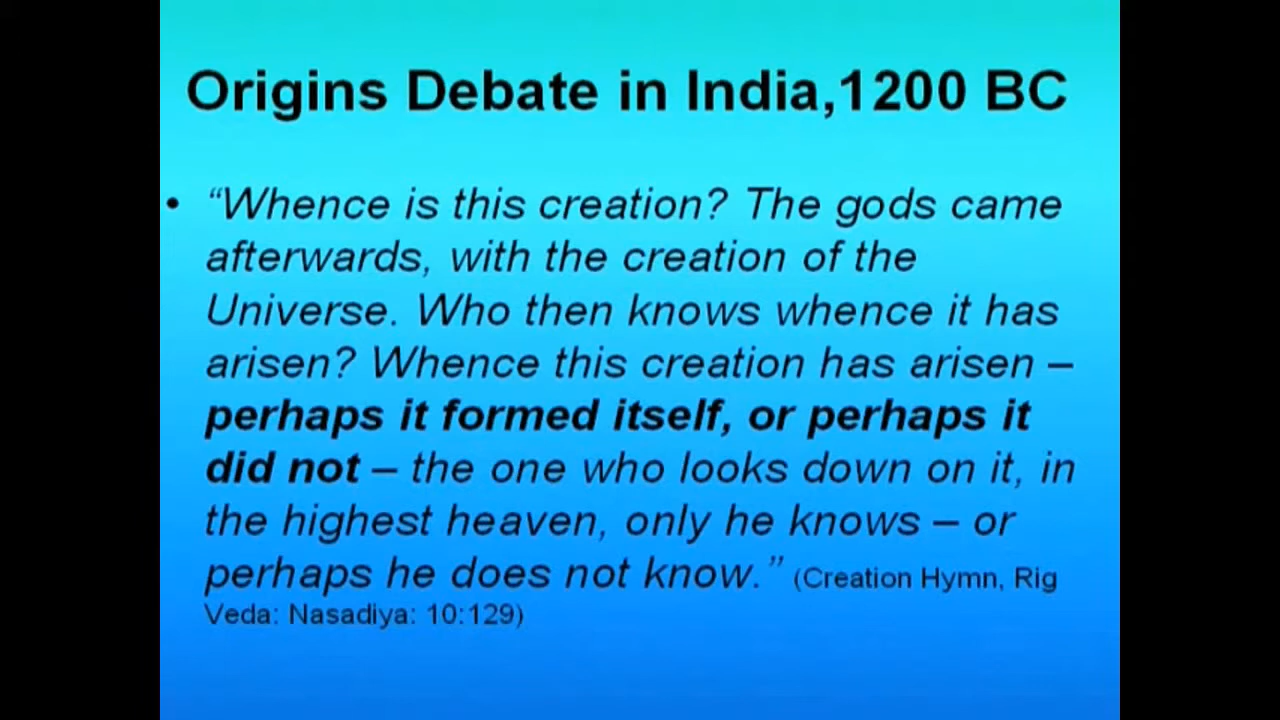 Origins Debate in India,1200 BC
• “Whence is this creation? The gods came
afterwards, with the creation of the
Universe. Who then knows whence it has
arisen? Whence this creation has arisen –
perhaps it formed itself, or perhaps it
did not – the one who looks down on it, in
the highest heaven, only he knows – or
perhaps he does not know.” (Creation Hymn, Rig
Veda: Nasadiya: 10:129)